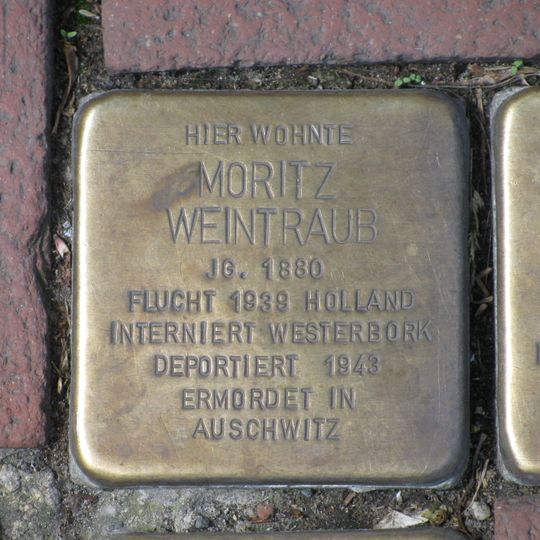 HIER WOHNTE
MORITZ
WEINTRAUB
JG. 1880
FLUCHT 1939 HOLLAND
INTERNIERT WESTERBORK
DEPORTIERT 1943
ERMORDET IN
AUSCHWITZ